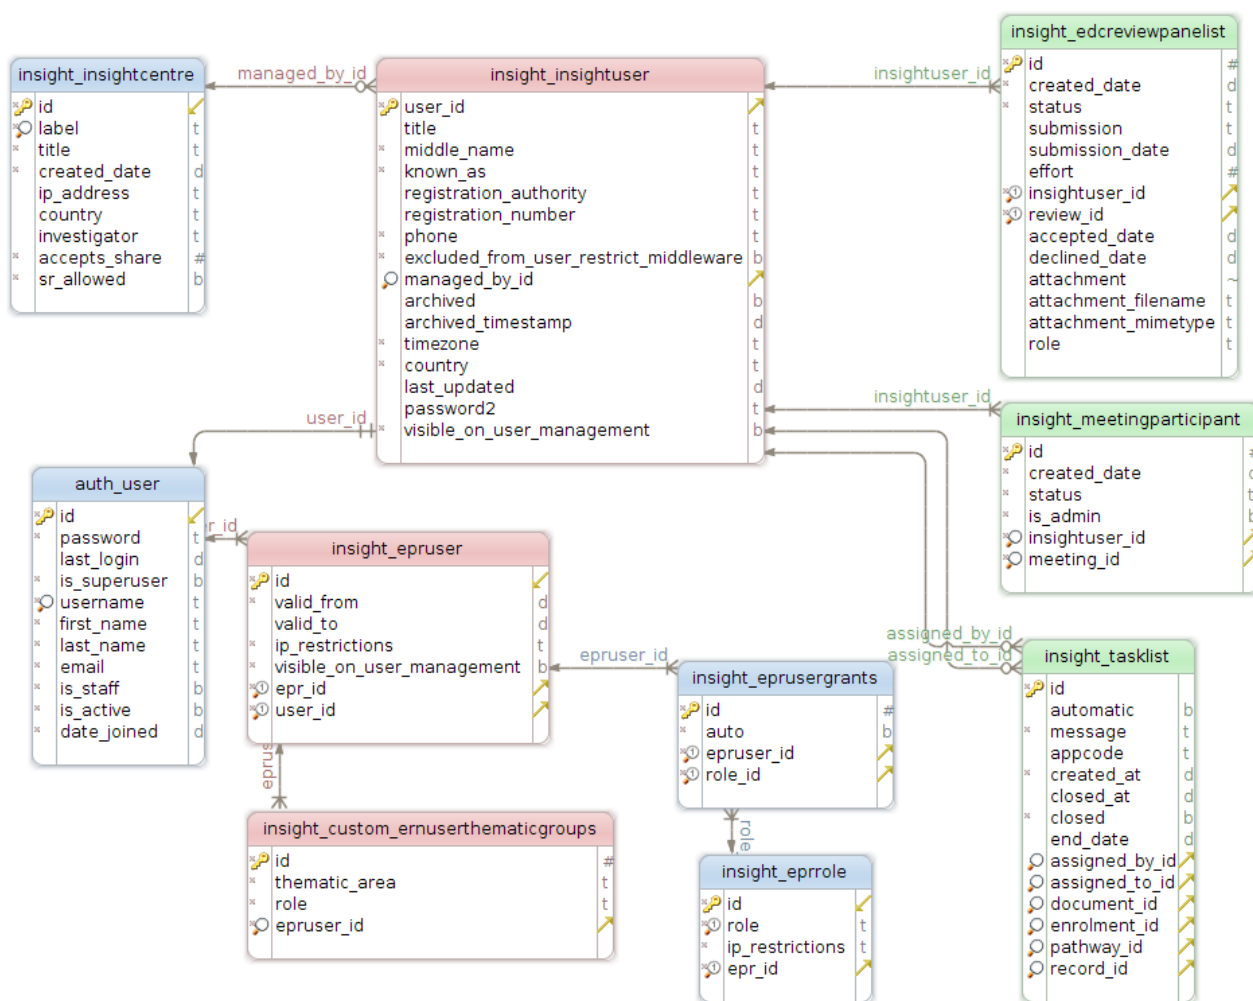 insight_insightcentre
id
label t
title t
created_date d
ip_address t
country t
investigator t
accepts_share #
sr_allowed b
managed_by_id
insight_insightuser
user_id
title t
middle_name t
known_as t
registration_authority t
registration_number t
phone t
excluded_from_user_restrict_middleware b
managed_by_id
archived b
archived_timestamp d
timezone t
country t
last_updated d
password2 t
visible_on_user_management b
insightuser_id
insight_edcreviewpanelist
id #
created_date d
status t
submission t
submission_date d
effort #
insightuser_id
review_id
accepted_date d
declined_date d
attachment ~
attachment_filename t
attachment_mimetype t
role t
insightuser_id
insight_meetingparticipant
id #
created_date d
status t
is_admin b
insightuser_id
meeting_id
user_id
auth_user
id
password t
last_login d
is_superuser b
username t
first_name t
last_name t
email t
is_staff b
is_active b
date_joined d
r_id
insight_epruser
id
valid_from d
valid_to d
ip_restrictions t
visible_on_user_management b
epr_id
user_id
eprus
insight_custom_ernuserthematicgroups
id #
thematic_area t
role t
epruser_id
epruser_id
insight_eprusergrants
id #
auto b
epruser_id
role_id
role_
insight_eprrole
id
role t
ip_restrictions t
epr_id
assigned_by_id
assigned_to_id
insight_tasklist
id
automatic b
message t
appcode t
created_at d
closed_at d
closed b
end_date d
assigned_by_id
assigned_to_id
document_id
enrolment_id
pathway_id
record_id